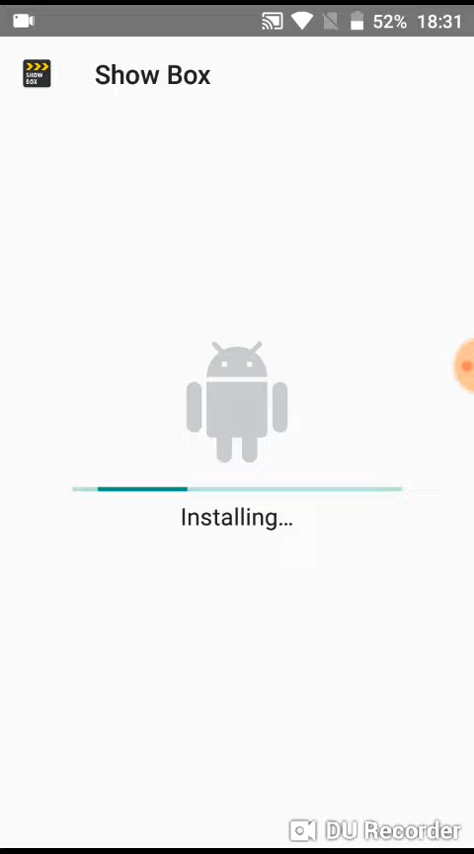 52% 18:31
SHOW
BOX
Show Box
Installing...
DU Recorder